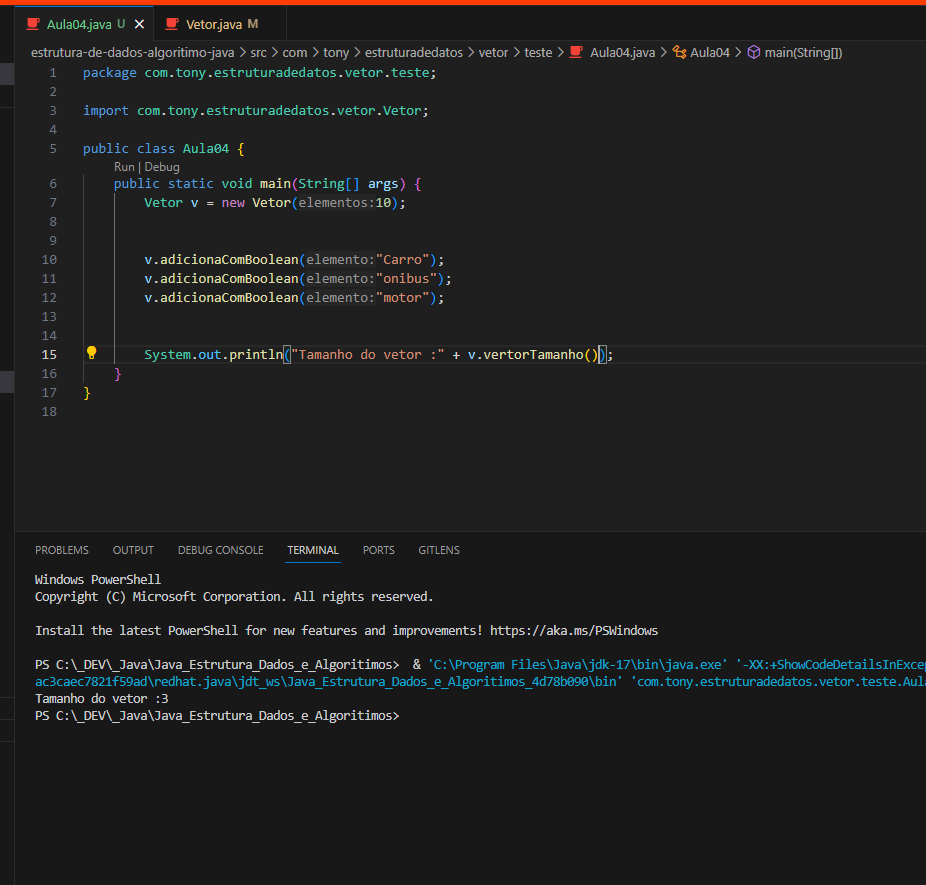 Aula04.java U
Vetor.java M
estrutura-de-dados-algoritimo-java > src > com > tony > estruturadedatos > vetor > teste > Aula04.java > Aula04 > main(String[])
1 package com.tony.estruturadedatos.vetor.teste;
2
3 import com.tony.estruturadedatos.vetor.Vetor;
4
5 public class Aula04 {
Run | Debug
6 public static void main(String[] args) {
7 Vetor v = new Vetor(elementos:10);
8
9
10 v.adicionaComBoolean(elemento:"Carro");
11 v.adicionaComBoolean(elemento:"onibus");
12 v.adicionaComBoolean(elemento:"motor");
13
14
15 System.out.println("Tamanho do vetor :" + v.vertorTamanho());
16 }
17 }
18
PROBLEMS OUTPUT DEBUG CONSOLE TERMINAL PORTS GITLENS
Windows PowerShell
Copyright (C) Microsoft Corporation. All rights reserved.
Install the latest PowerShell for new features and improvements! https://aka.ms/PSWindows
PS C:\_DEV\_Java\Java_Estrutura_Dados_e_Algoritimos> & 'C:\Program Files\Java\jdk-17\bin\java.exe' '-XX:+ShowCodeDetailsInExcep
ac3caec7821f59ad\redhat.java\jdt_ws\Java_Estrutura_Dados_e_Algoritimos_4d78b090\bin' 'com.tony.estruturadedatos.vetor.teste.Aula
Tamanho do vetor :3
PS C:\_DEV\_Java\Java_Estrutura_Dados_e_Algoritimos>